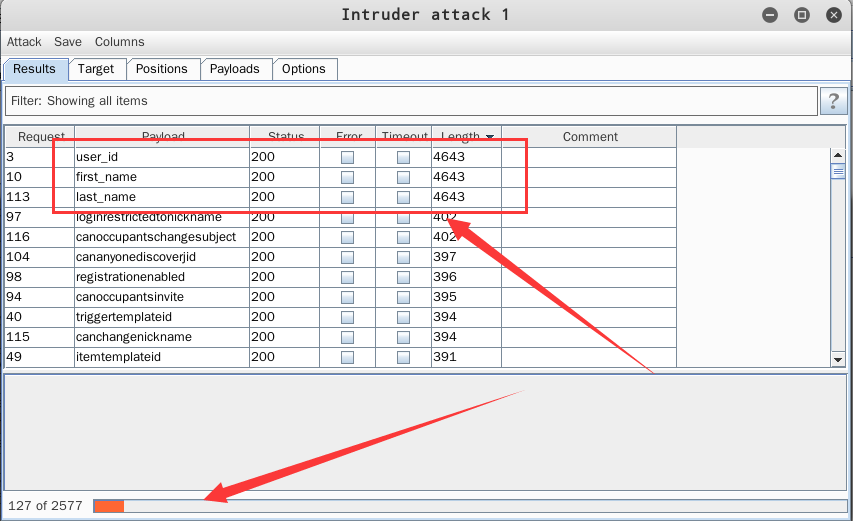 Intruder attack 1
Attack Save Columns
Results Target Positions Payloads Options
Filter: Showing all items ?
Request Payload Status Error Timeout Length Comment
3 user_id 200 4643
10 first_name 200 4643
113 last_name 200 4643
97 loginrestrictedtonickname 200 402
116 canoccupantschangesubject 200 402
104 cananyonediscoverjid 200 397
98 registrationenabled 200 396
94 canoccupantsinvite 200 395
40 triggertemplateid 200 394
115 canchangenickname 200 394
49 itemtemplateid 200 391
127 of 2577